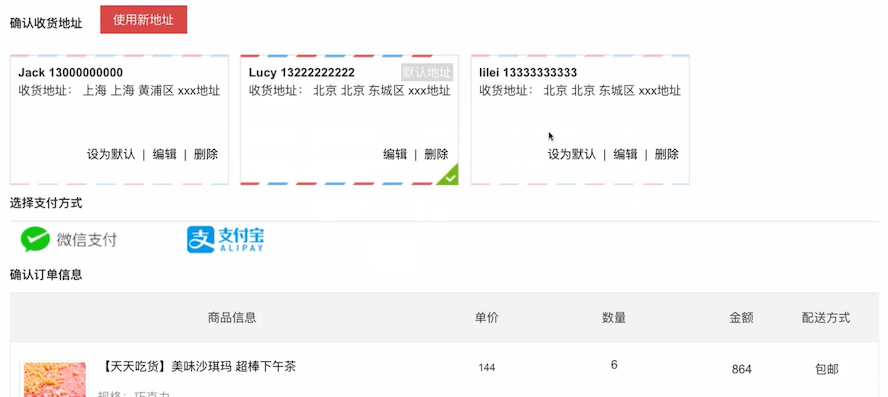 确认收货地址 使用新地址
Jack 13000000000
收货地址： 上海 上海 黄浦区 xxx地址
设为默认 | 编辑 | 删除
Lucy 13222222222 默认地址
收货地址： 北京 北京 东城区 xxx地址
编辑 | 删除
lilei 13333333333
收货地址： 北京 北京 东城区 xxx地址
设为默认 | 编辑 | 删除
选择支付方式
微信支付 支付宝
ALIPAY
确认订单信息
商品信息 单价 数量 金额 配送方式
【天天吃货】美味沙琪玛 超棒下午茶 144 6 864 包邮
规格：巧克力